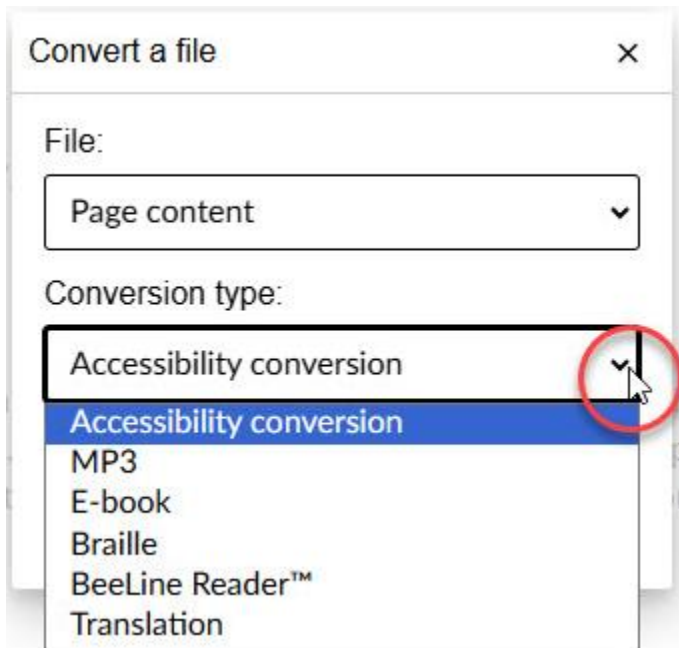 Convert a file ×
File:
Page content
Conversion type:
Accessibility conversion
Accessibility conversion
MP3
E-book
Braille
BeeLine Reader™
Translation